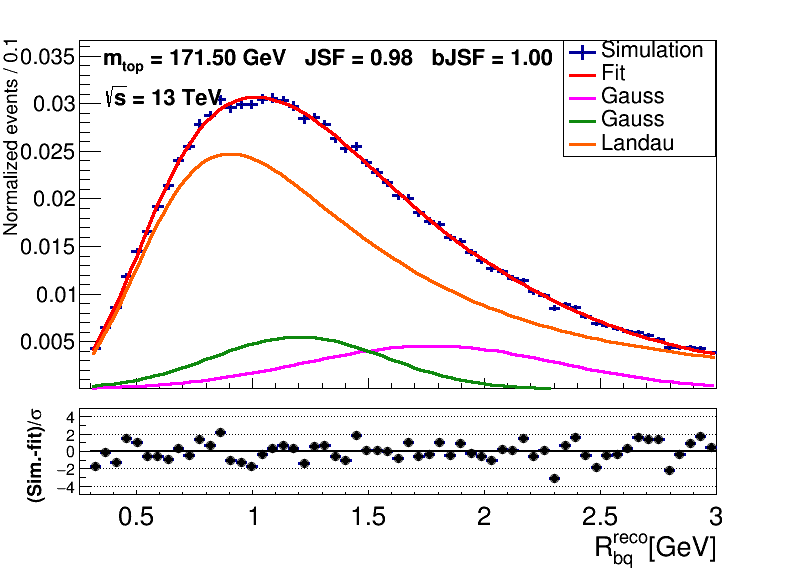 m_top = 171.50 GeV JSF = 0.98 bJSF = 1.00
√s = 13 TeV
Simulation
Fit
Gauss
Gauss
Landau
Normalized events / 0.1
0.035
0.03
0.025
0.02
0.015
0.01
0.005
(Sim.-fit)/σ
4
2
0
−2
−4
0.5 1 1.5 2 2.5 3
R_bq^reco[GeV]